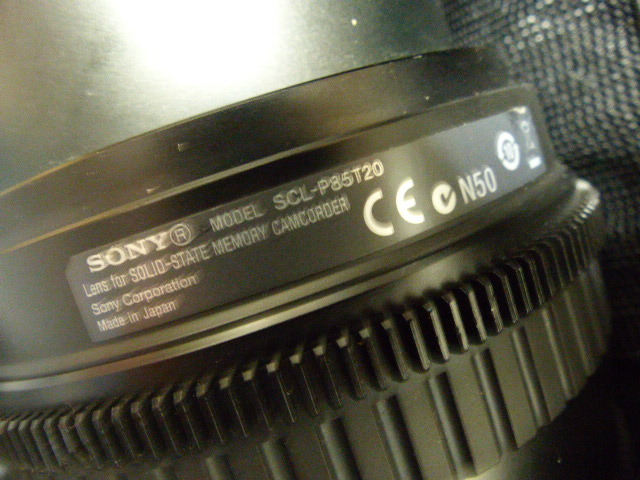 SONY® MODEL SCL-P85T20
Lens for SOLID-STATE MEMORY CAMCORDER
Sony Corporation
Made in Japan
CE N50